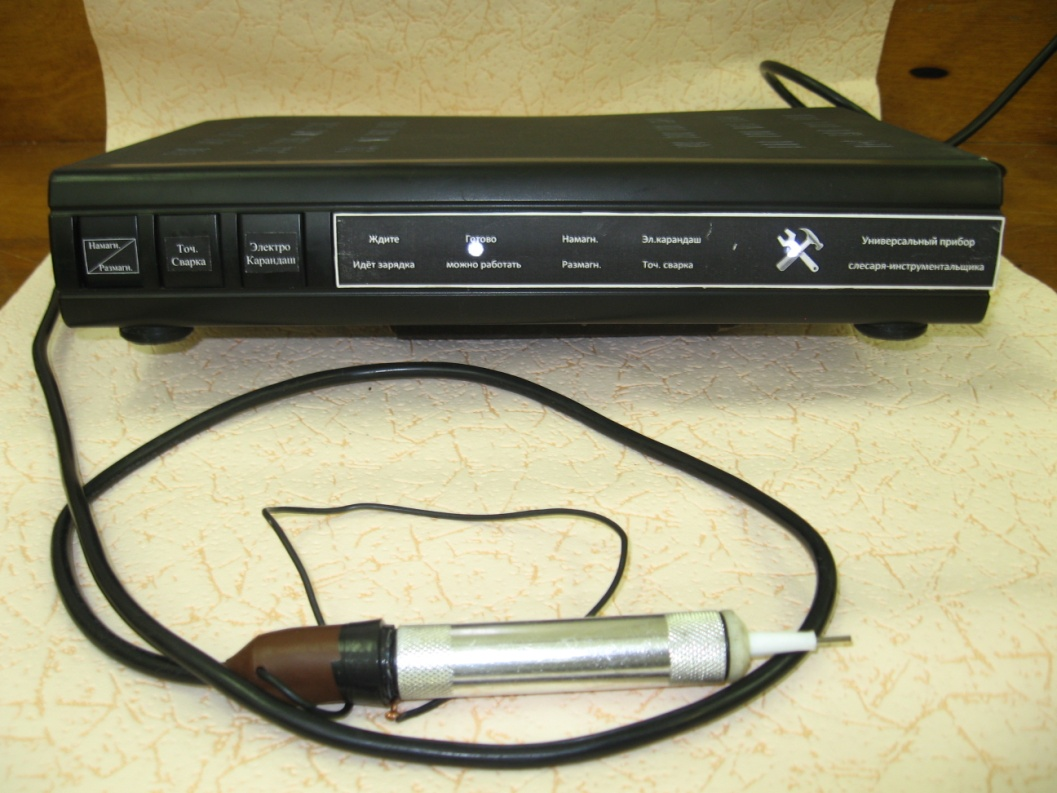 Намагн.
Размагн.
Точ.
Сварка
Электро
Карандаш
Ждите
Идёт зарядка
Готово
можно работать
Намагн.
Размагн.
Эл.карандаш
Точ. сварка
Универсальный прибор
слесаря-инструментальщика